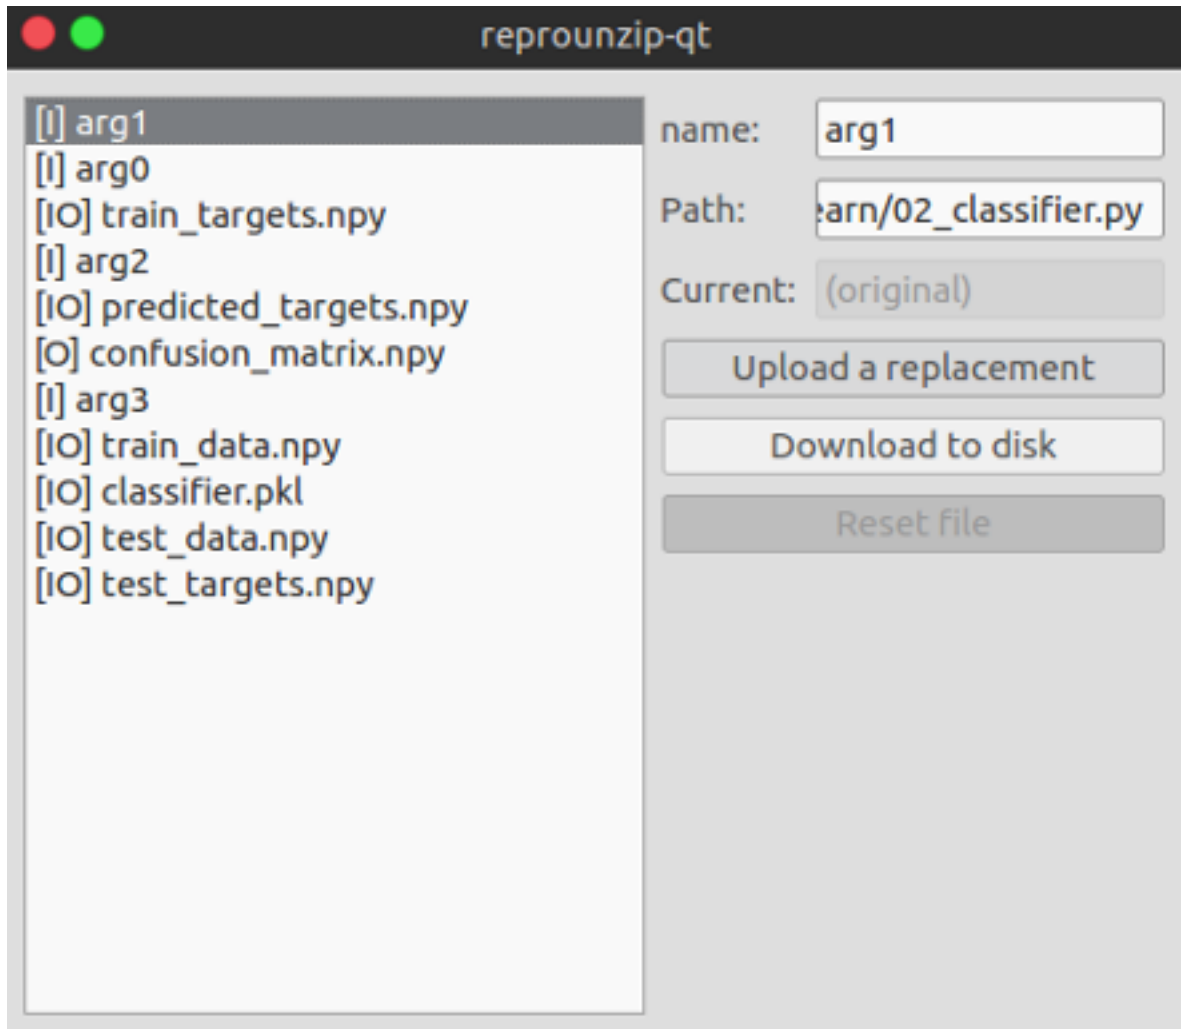 reprounzip-qt
[I] arg1
[I] arg0
[IO] train_targets.npy
[I] arg2
[IO] predicted_targets.npy
[O] confusion_matrix.npy
[I] arg3
[IO] train_data.npy
[IO] classifier.pkl
[IO] test_data.npy
[IO] test_targets.npy
name: arg1
Path: earn/02_classifier.py
Current: (original)
Upload a replacement
Download to disk
Reset file